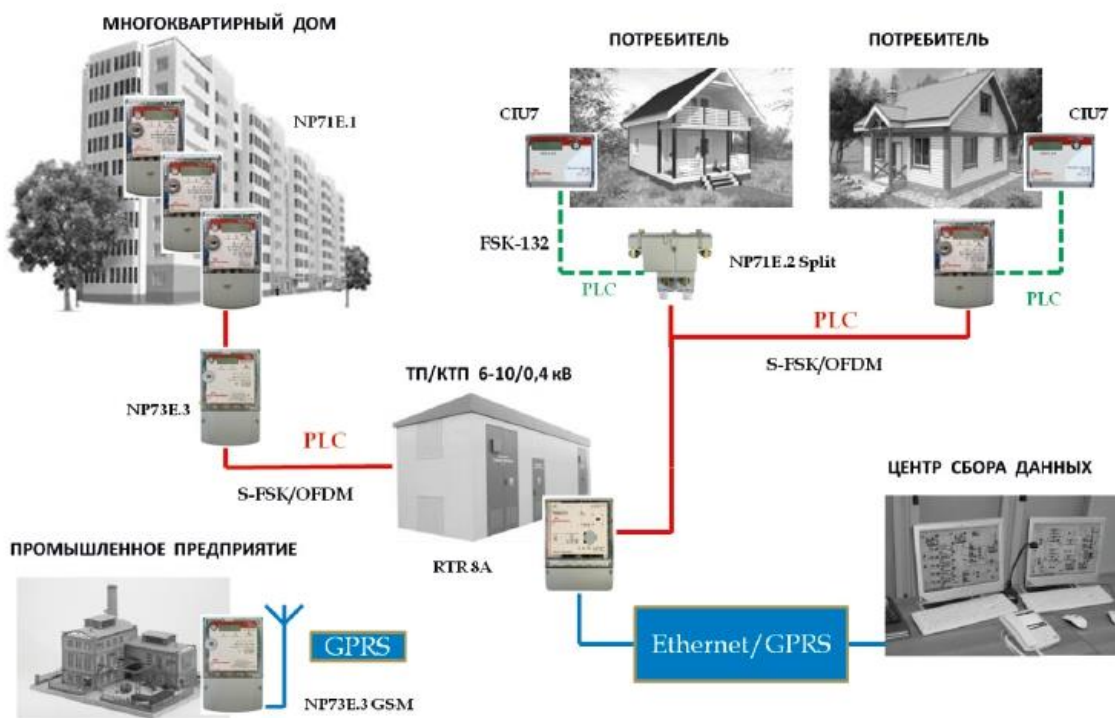 МНОГОКВАРТИРНЫЙ ДОМ
ПОТРЕБИТЕЛЬ
ПОТРЕБИТЕЛЬ
NP71E.1
CIU7
CIU7
FSK-132
NP71E.2 Split
PLC
PLC
PLC
S-FSK/OFDM
ТП/КТП 6-10/0,4 кВ
NP73E.3
PLC
S-FSK/OFDM
ЦЕНТР СБОРА ДАННЫХ
ПРОМЫШЛЕННОЕ ПРЕДПРИЯТИЕ
RTR 8A
GPRS
Ethernet/GPRS
NP73E.3 GSM